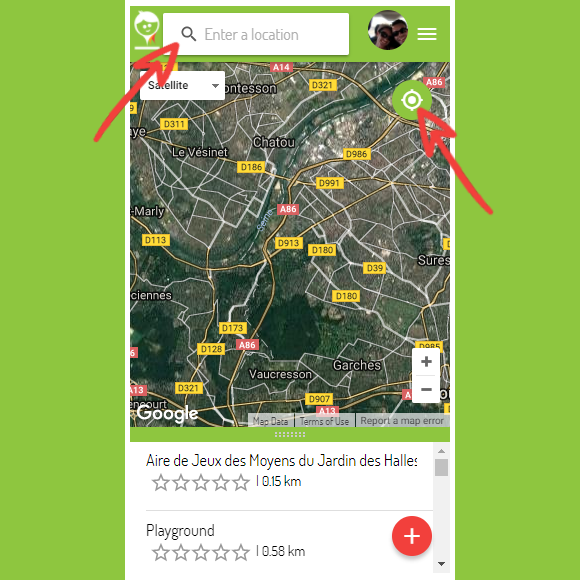 Enter a location
A14
Satellite
ontesson
D321
D311
aye
Chatou
Le Vésinet
D986
D186
D991
-Marly
A86
Seine
D113
D913
D180
Sures
D39
ciennes
D180
D173
D128
A86
D985
Garches
Vaucresson
D321
A13
D907
encourt
A13
Google
Map Data
Terms of Use
Report a map error
Aire de Jeux des Moyens du Jardin des Halles
| 0.15 km
Playground
| 0.58 km